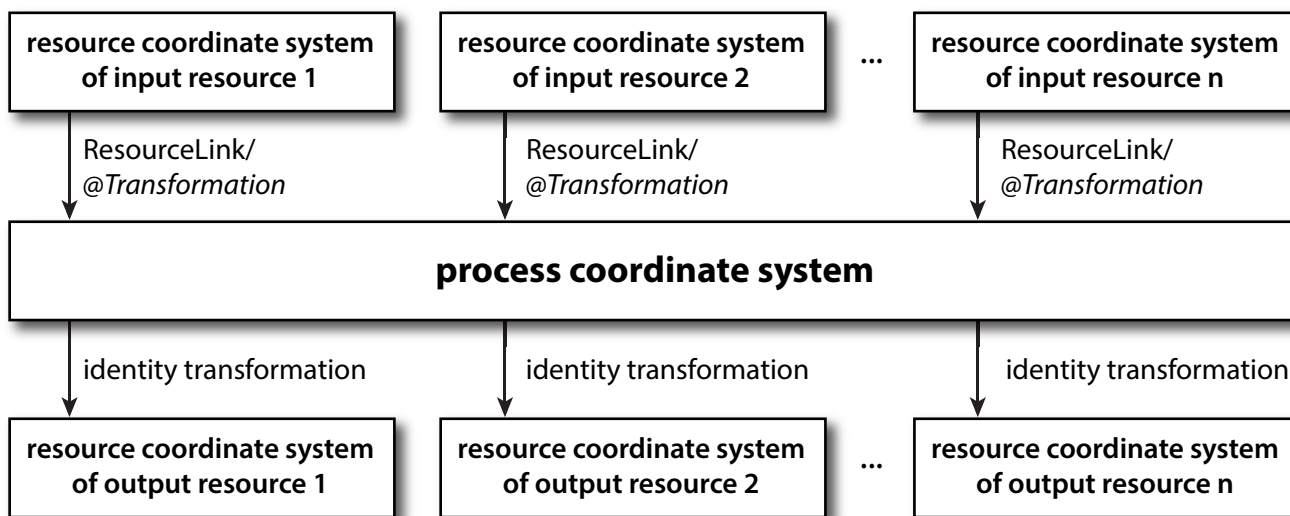 resource coordinate system
of input resource 1
resource coordinate system
of input resource 2
...
resource coordinate system
of input resource n
ResourceLink/
@Transformation
ResourceLink/
@Transformation
ResourceLink/
@Transformation
process coordinate system
identity transformation
identity transformation
identity transformation
resource coordinate system
of output resource 1
resource coordinate system
of output resource 2
...
resource coordinate system
of output resource n